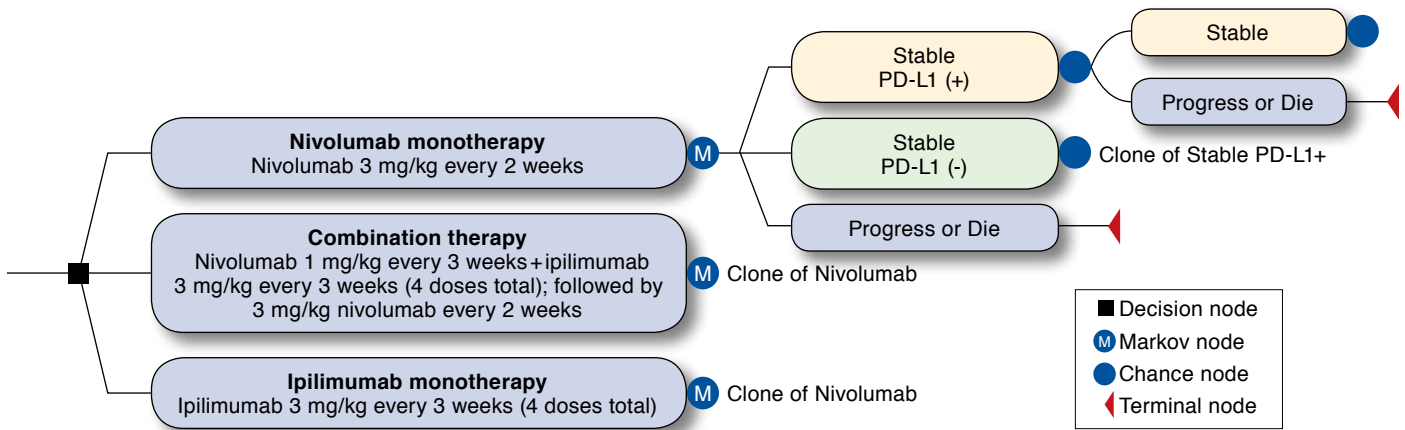 Nivolumab monotherapy
Nivolumab 3 mg/kg every 2 weeks
M
Stable
PD-L1 (+)
Stable
Progress or Die
Stable
PD-L1 (-)
Clone of Stable PD-L1+
Progress or Die
Combination therapy
Nivolumab 1 mg/kg every 3 weeks+ipilimumab
3 mg/kg every 3 weeks (4 doses total); followed by
3 mg/kg nivolumab every 2 weeks
M Clone of Nivolumab
Ipilimumab monotherapy
Ipilimumab 3 mg/kg every 3 weeks (4 doses total)
M Clone of Nivolumab
Decision node
M Markov node
Chance node
Terminal node